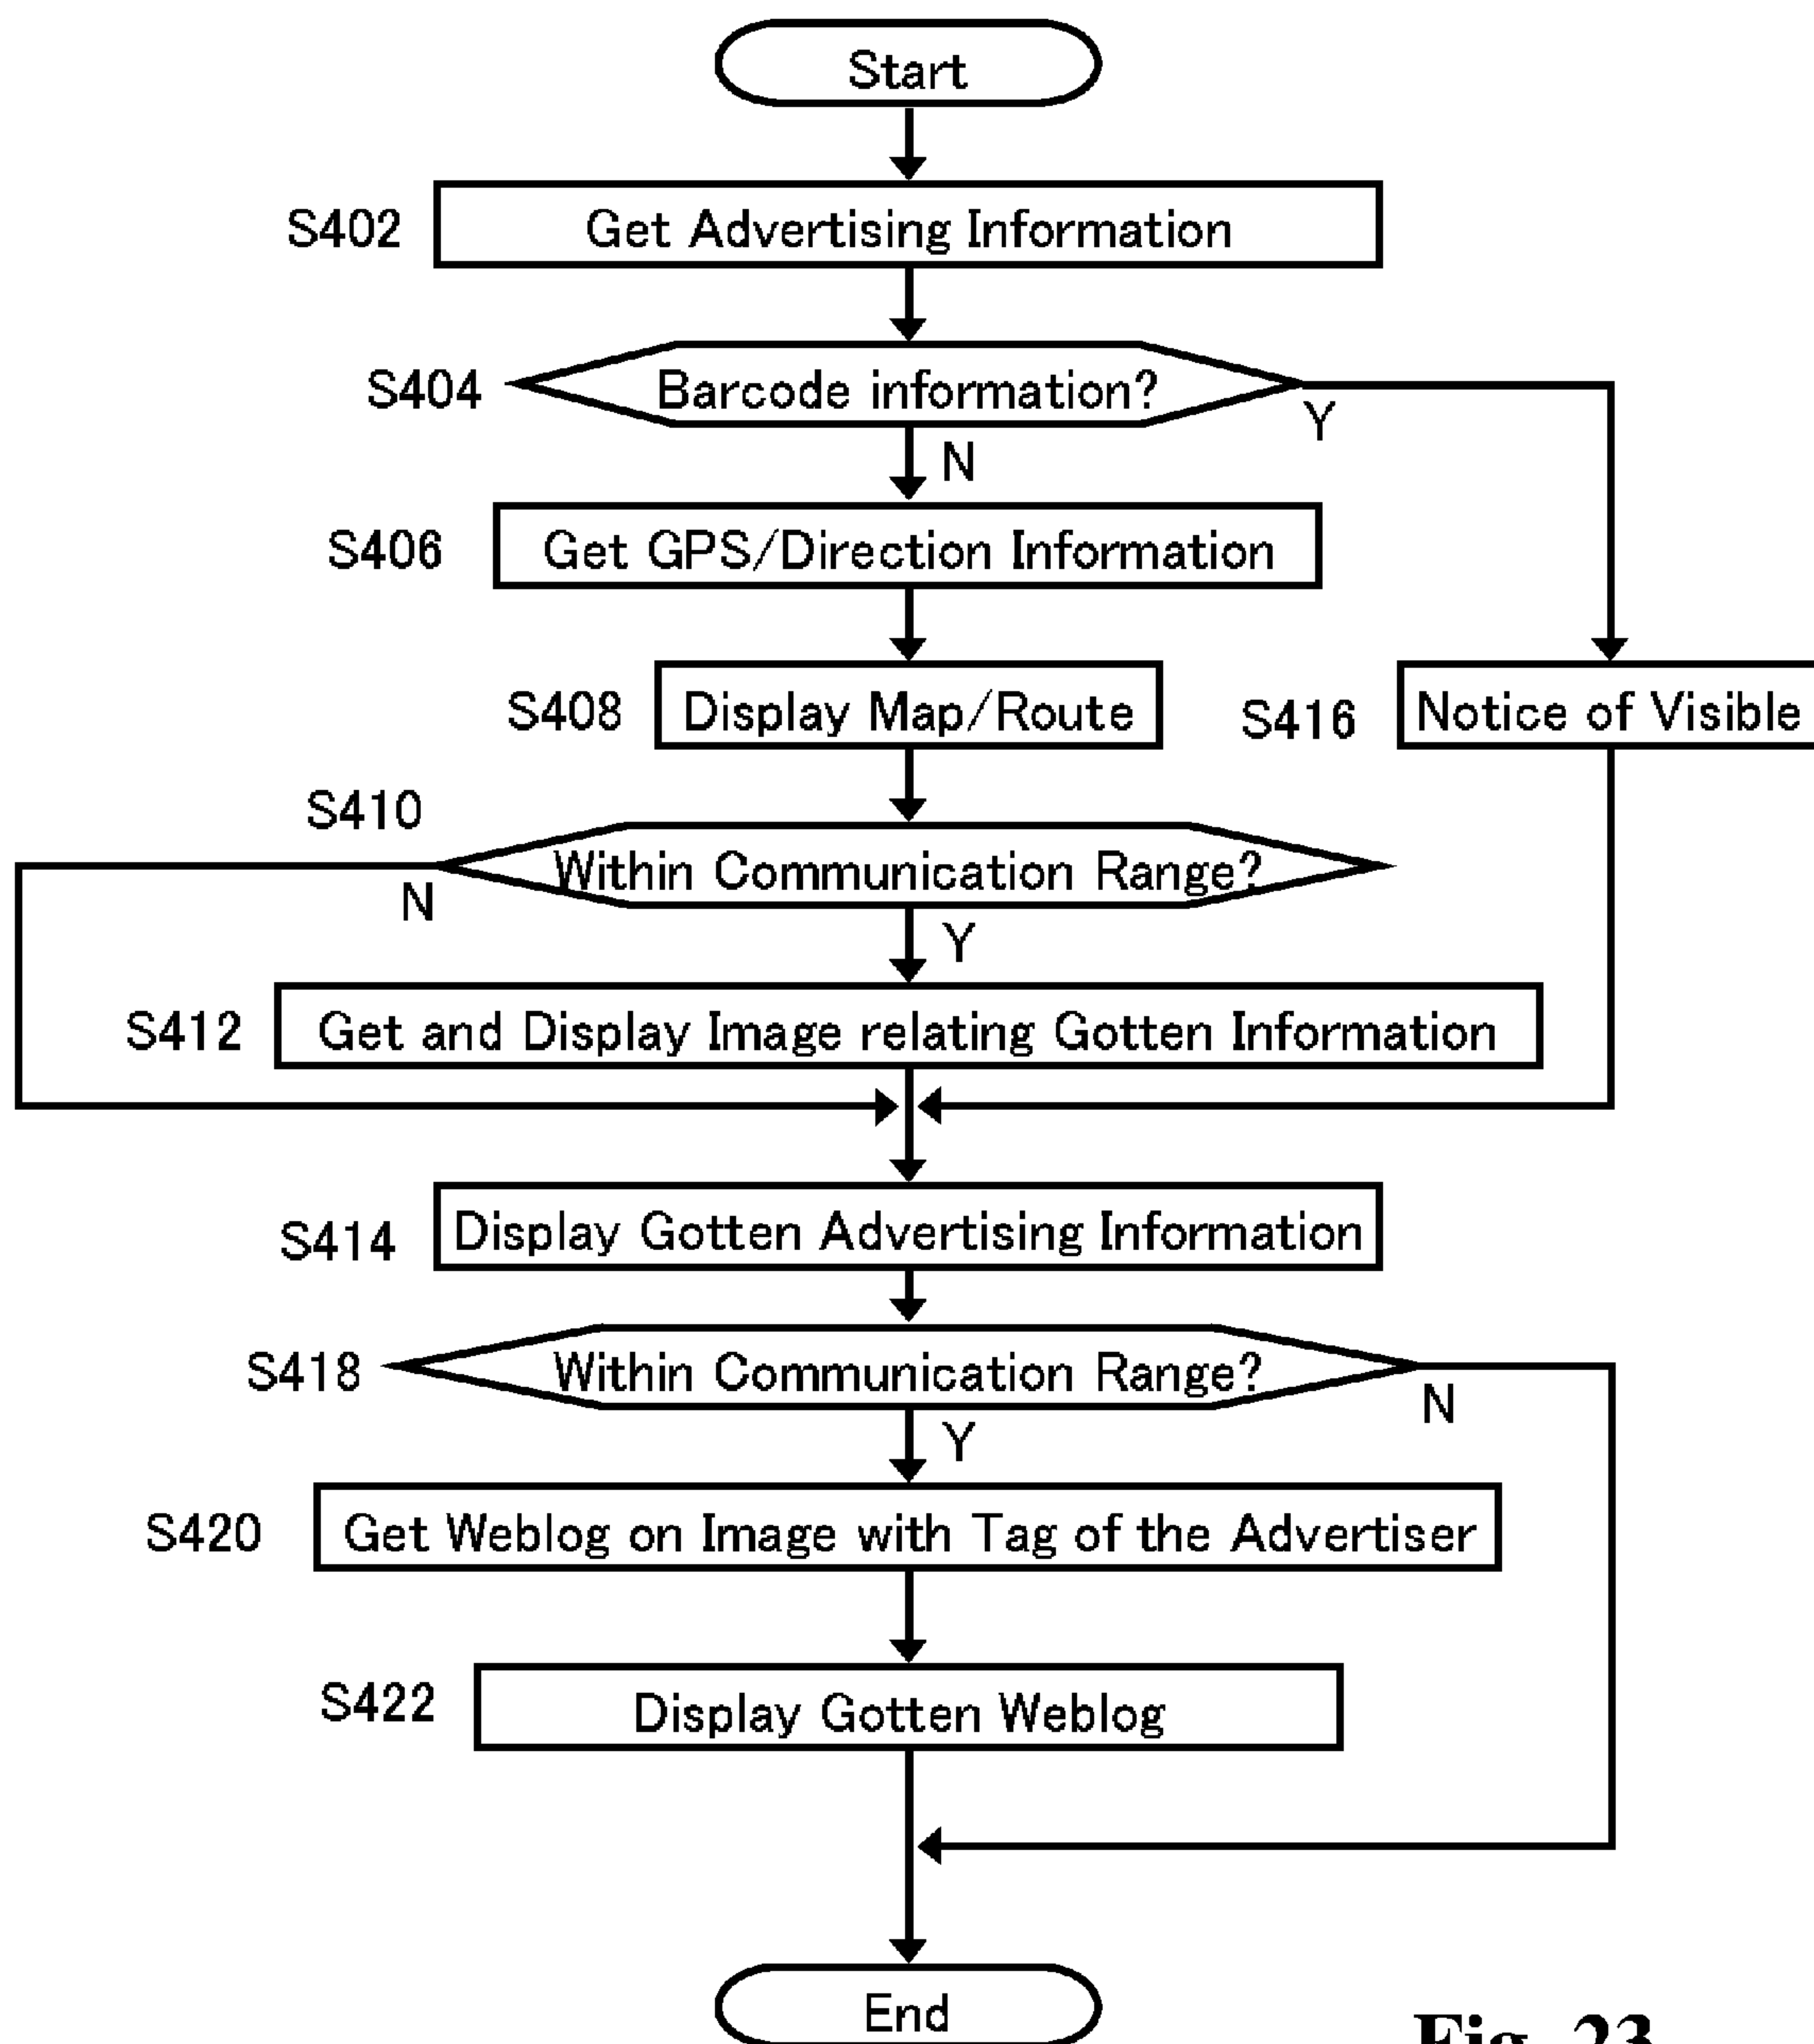 Start
S402
Get Advertising Information
S404
Barcode information?
Y
N
S406
Get GPS/Direction Information
S408
Display Map/Route
S416
Notice of Visible
S410
Within Communication Range?
N
Y
S412
Get and Display Image relating Gotten Information
S414
Display Gotten Advertising Information
S418
Within Communication Range?
N
Y
S420
Get Weblog on Image with Tag of the Advertiser
S422
Display Gotten Weblog
End
Fig. 23